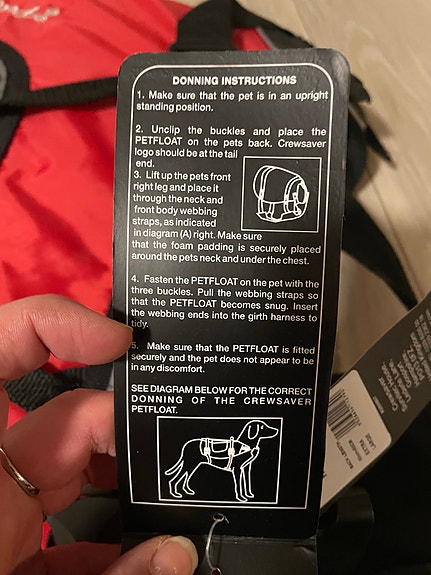 DONNING INSTRUCTIONS
1. Make sure that the pet is in an upright
standing position.
2. Unclip the buckles and place the
PETFLOAT on the pets back. Crewsaver
logo should be at the tail
end.
3. Lift up the pets front
right leg and place it
through the neck and
front body webbing
straps, as indicated
in diagram (A) right. Make sure
that the foam padding is securely placed
around the pets neck and under the chest.
4. Fasten the PETFLOAT on the pet with the
three buckles. Pull the webbing straps so
that the PETFLOAT becomes snug. Insert
the webbing ends into the girth harness to
tidy.
5. Make sure that the PETFLOAT is fitted
securely and the pet does not appear to be
in any discomfort.
SEE DIAGRAM BELOW FOR THE CORRECT
DONNING OF THE CREWSAVER
PETFLOAT.
EXTRA
LARGE